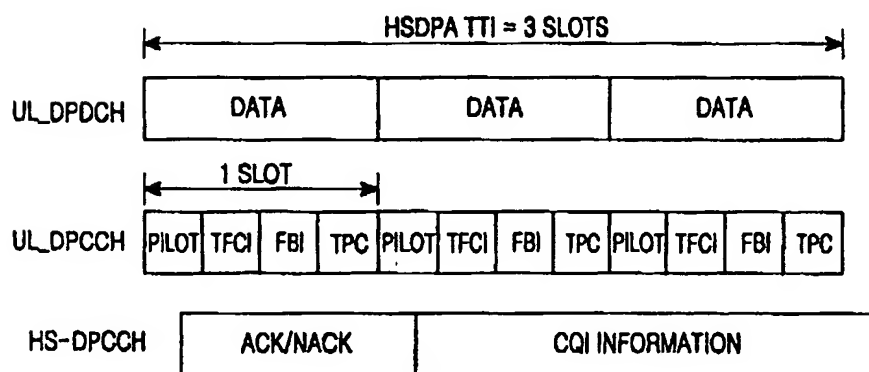 HSDPA TTI = 3 SLOTS
UL_DPDCH DATA DATA DATA
1 SLOT
UL_DPCCH PILOT TFCI FBI TPC PILOT TFCI FBI TPC PILOT TFCI FBI TPC
HS-DPCCH ACK/NACK CQI INFORMATION